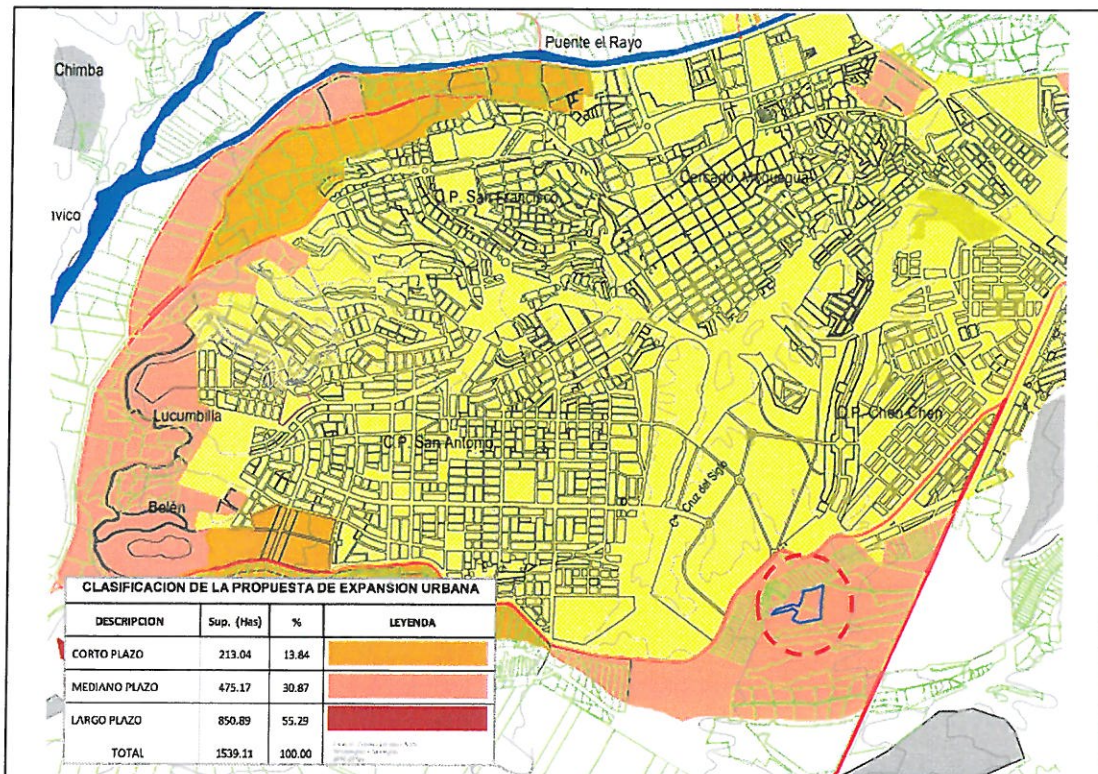 Puente el Rayo
Chimba
C.P. San Francisco
Cercado Moquegua
Lucumbilla
C.P. San Antonio
C.P. Chen Chen
Cruz del Siglo
Belén
CLASIFICACION DE LA PROPUESTA DE EXPANSION URBANA
DESCRIPCION Sup. (Has) % LEYENDA
CORTO PLAZO 213.04 13.84
MEDIANO PLAZO 475.17 30.87
LARGO PLAZO 850.89 55.29
TOTAL 1539.11 100.00